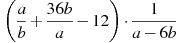 (a/b + 36b/a − 12) · 1/(a − 6b)